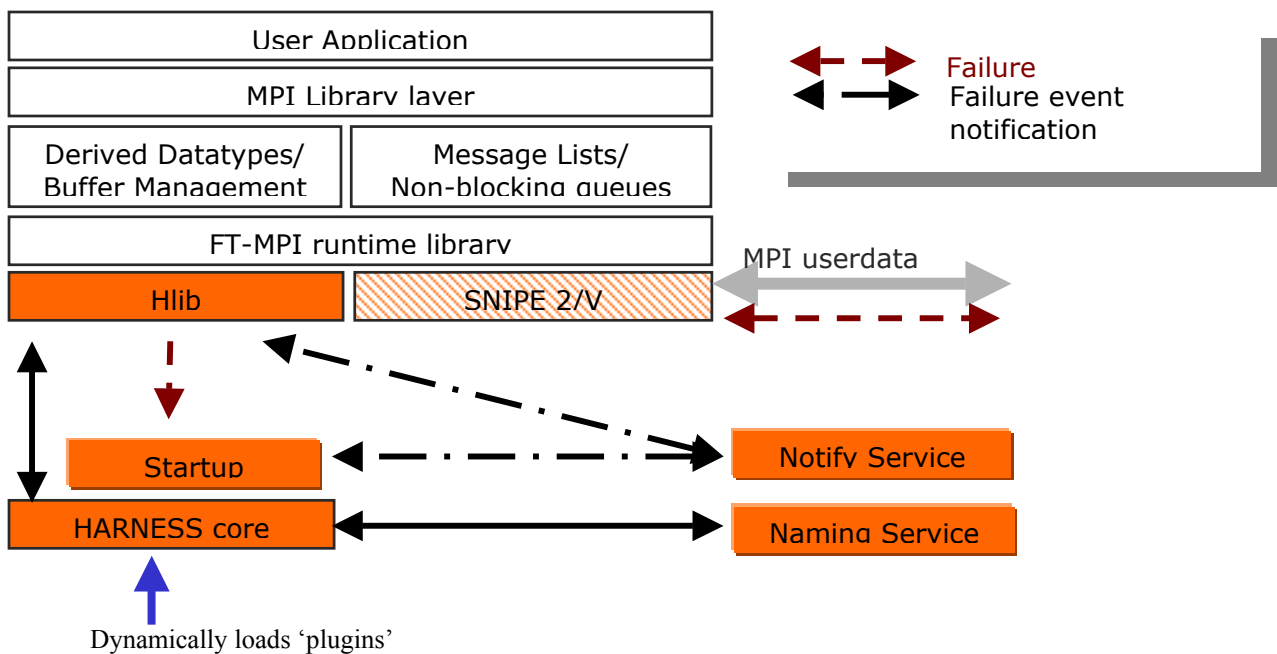 User Application
MPI Library layer
Derived Datatypes/
Buffer Management
Message Lists/
Non-blocking queues
FT-MPI runtime library
Hlib
SNIPE 2/V
Failure
Failure event
notification
MPI userdata
Startup
Notify Service
HARNESS core
Naming Service
Dynamically loads ‘plugins’